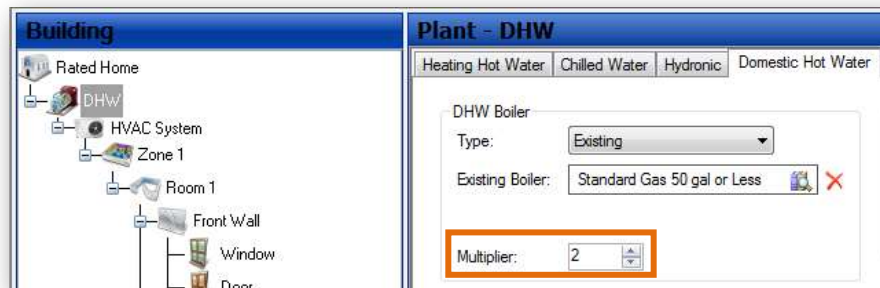 Building
Rated Home
DHW
HVAC System
Zone 1
Room 1
Front Wall
Window
Door
Plant - DHW
Heating Hot Water Chilled Water Hydronic Domestic Hot Water
DHW Boiler
Type: Existing
Existing Boiler: Standard Gas 50 gal or Less
Multiplier: 2